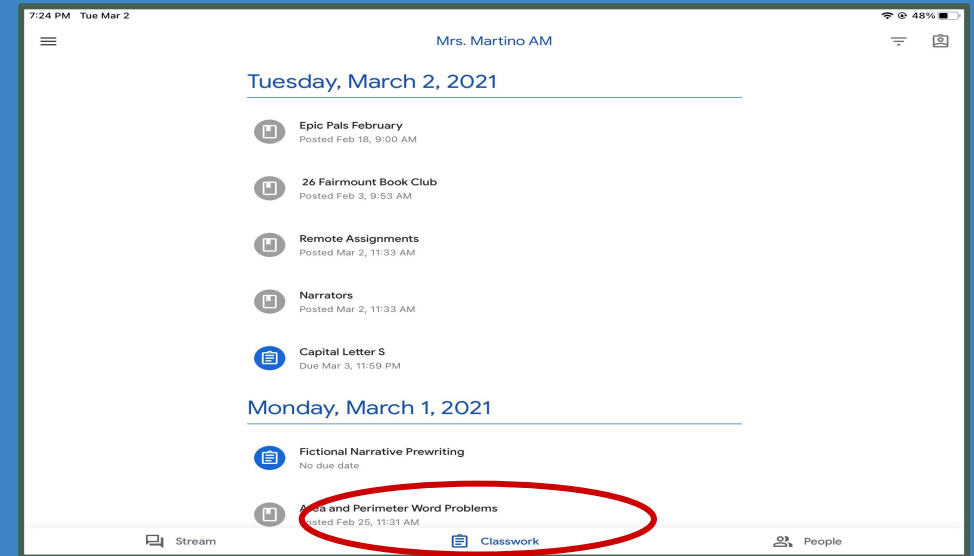 7:24 PM Tue Mar 2 48%
Mrs. Martino AM
Tuesday, March 2, 2021
Epic Pals February
Posted Feb 18, 9:00 AM
26 Fairmount Book Club
Posted Feb 3, 9:53 AM
Remote Assignments
Posted Mar 2, 11:33 AM
Narrators
Posted Mar 2, 11:33 AM
Capital Letter S
Due Mar 3, 11:59 PM
Monday, March 1, 2021
Fictional Narrative Prewriting
No due date
Area and Perimeter Word Problems
Posted Feb 25, 11:31 AM
Stream Classwork People